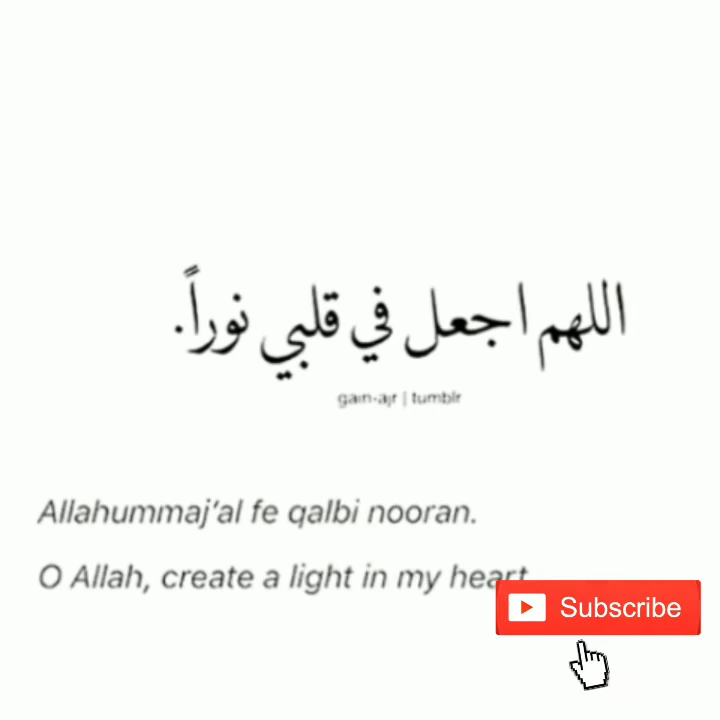 اللهم اجعل في قلبي نوراً.
gain-ajr | tumblr
Allahummaj'al fe qalbi nooran.
O Allah, create a light in my heart
Subscribe